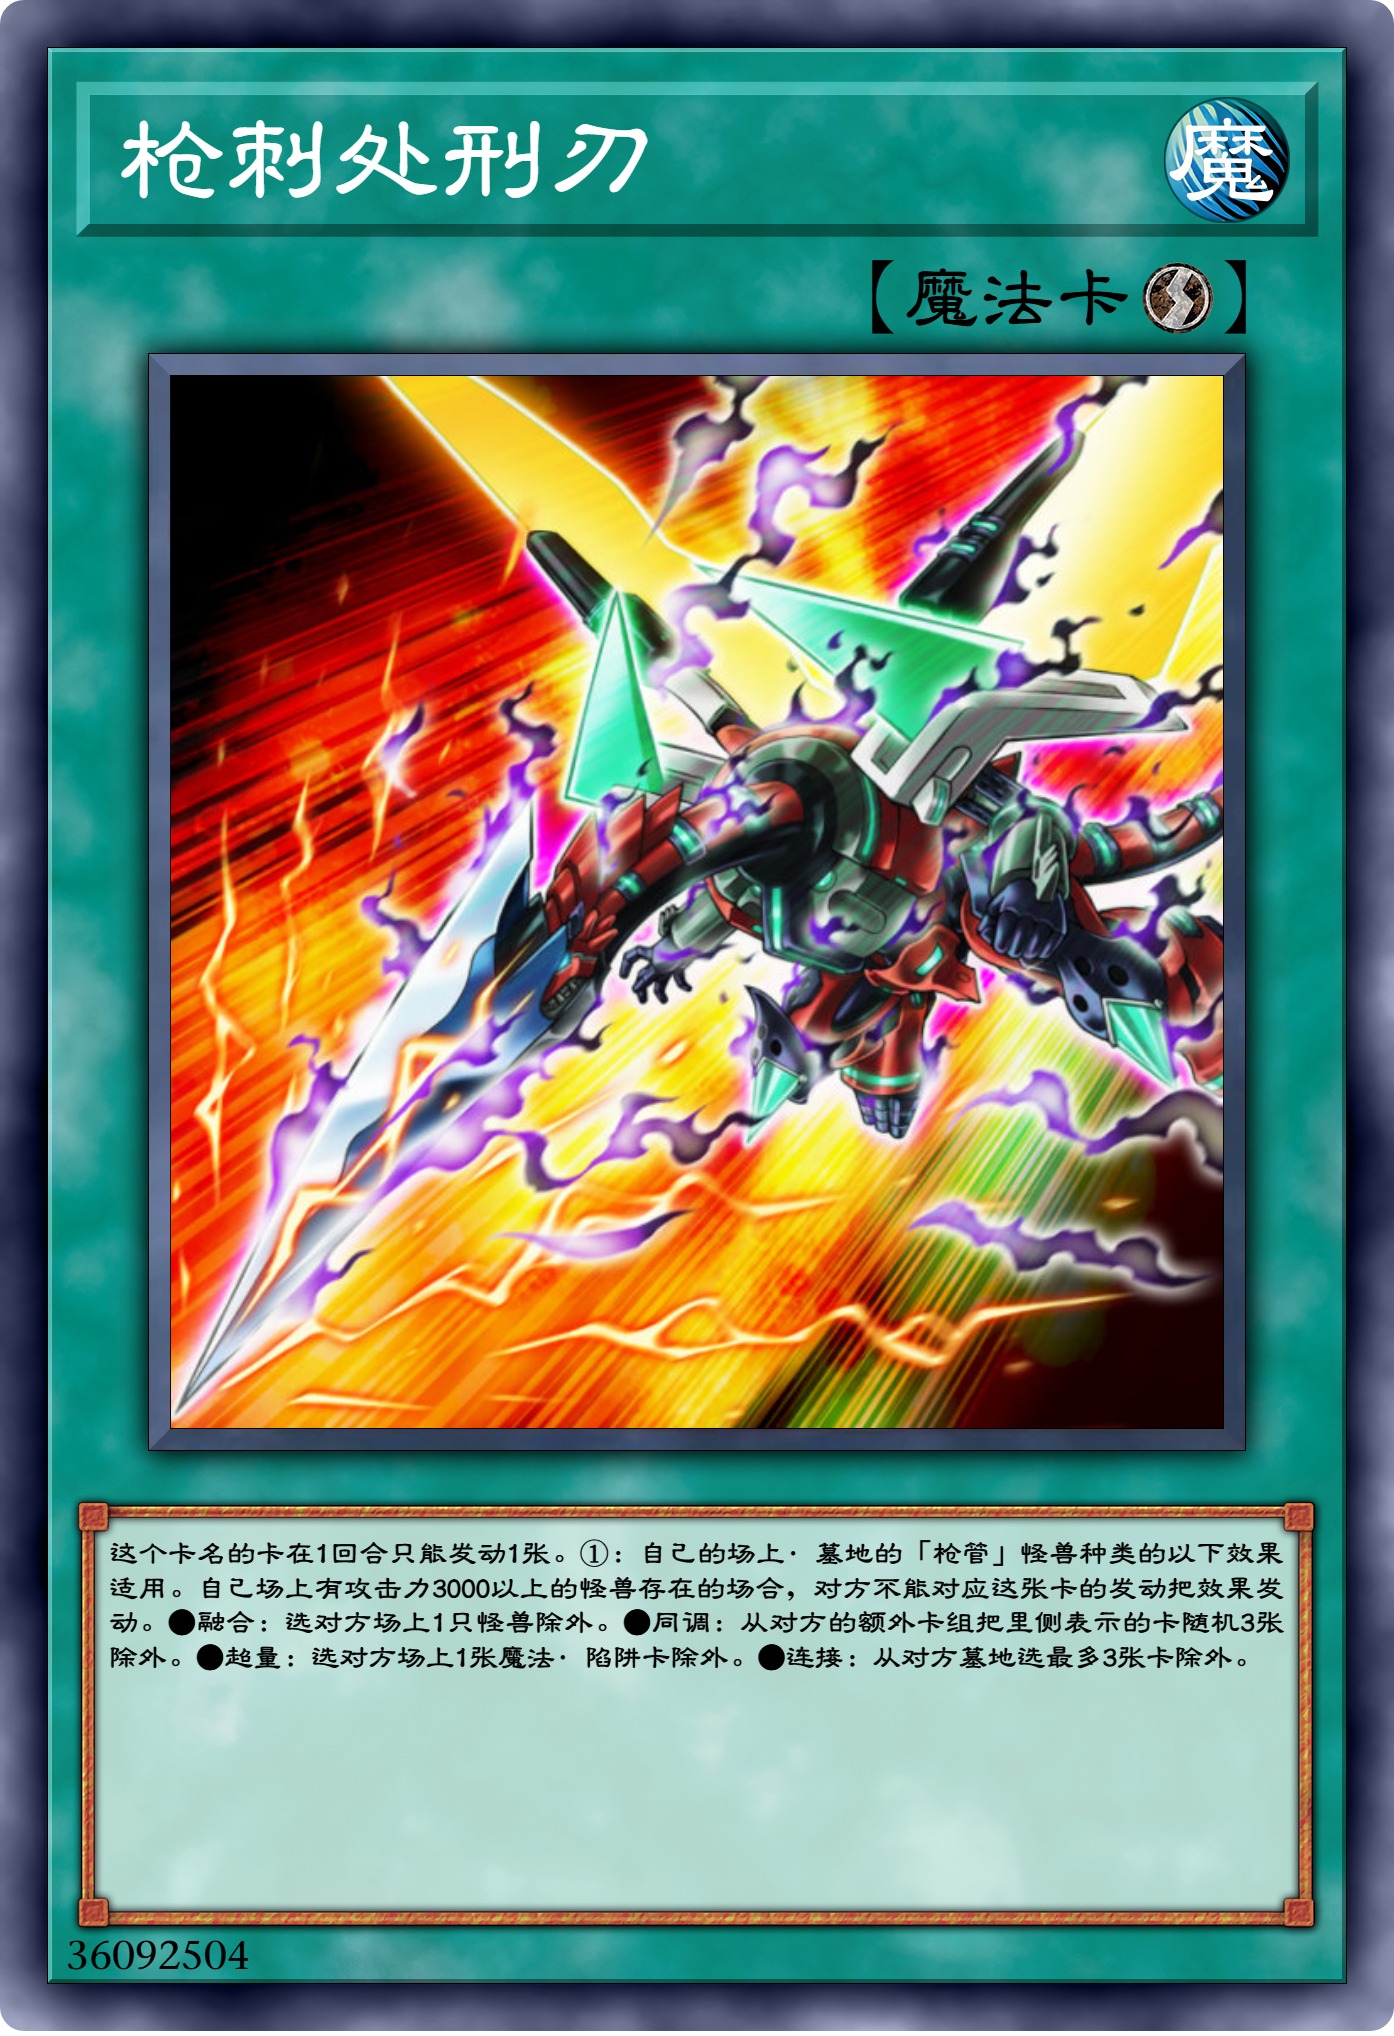 枪刺处刑刃
魔
【魔法卡】
这个卡名的卡在1回合只能发动1张。①：自己的场上·墓地的「枪管」怪兽种类的以下效果
适用。自己场上有攻击力3000以上的怪兽存在的场合，对方不能对应这张卡的发动把效果发
动。●融合：选对方场上1只怪兽除外。●同调：从对方的额外卡组把里侧表示的卡随机3张
除外。●超量：选对方场上1张魔法·陷阱卡除外。●连接：从对方墓地选最多3张卡除外。
36092504